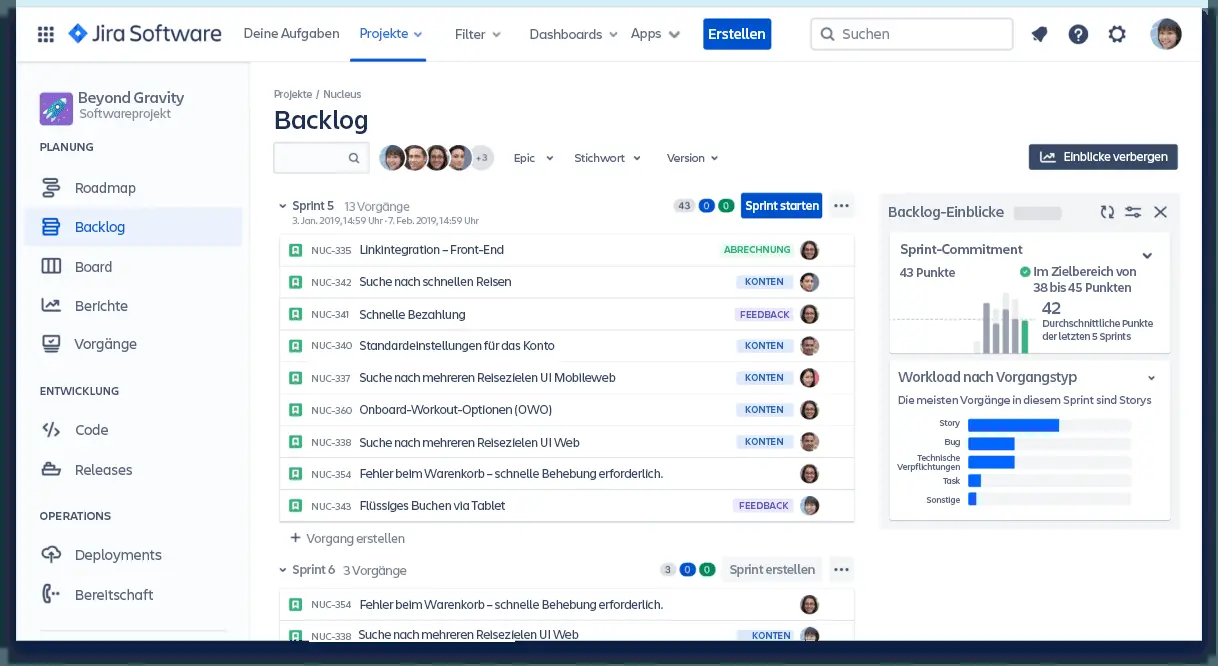 Jira Software Deine Aufgaben Projekte Filter Dashboards Apps Erstellen Suchen
Beyond Gravity
Softwareprojekt
PLANUNG
Roadmap
Backlog
Board
Berichte
Vorgänge
ENTWICKLUNG
Code
Releases
OPERATIONS
Deployments
Bereitschaft
Projekte / Nucleus
Backlog
+3 Epic Stichwort Version
Einblicke verbergen
Sprint 5 13 Vorgänge 43 0 0 Sprint starten
3. Jan. 2019, 14:59 Uhr - 7. Feb. 2019, 14:59 Uhr
NUC-335 LinkIntegration – Front-End ABRECHNUNG
NUC-342 Suche nach schnellen Reisen KONTEN
NUC-341 Schnelle Bezahlung FEEDBACK
NUC-340 Standardeinstellungen für das Konto KONTEN
NUC-337 Suche nach mehreren Reisezielen UI Mobileweb KONTEN
NUC-360 Onboard-Workout-Optionen (OWO) KONTEN
NUC-338 Suche nach mehreren Reisezielen UI Web KONTEN
NUC-354 Fehler beim Warenkorb – schnelle Behebung erforderlich.
NUC-343 Flüssiges Buchen via Tablet FEEDBACK
+ Vorgang erstellen
Sprint 6 3 Vorgänge 3 0 0 Sprint erstellen
NUC-354 Fehler beim Warenkorb – schnelle Behebung erforderlich.
NUC-338 Suche nach mehreren Reisezielen UI Web KONTEN
Backlog-Einblicke
Sprint-Commitment
43 Punkte
Im Zielbereich von
38 bis 45 Punkten
42
Durchschnittliche Punkte
der letzten 5 Sprints
Workload nach Vorgangstyp
Die meisten Vorgänge in diesem Sprint sind Storys
Story
Bug
Technische
Verpflichtungen
Task
Sonstige